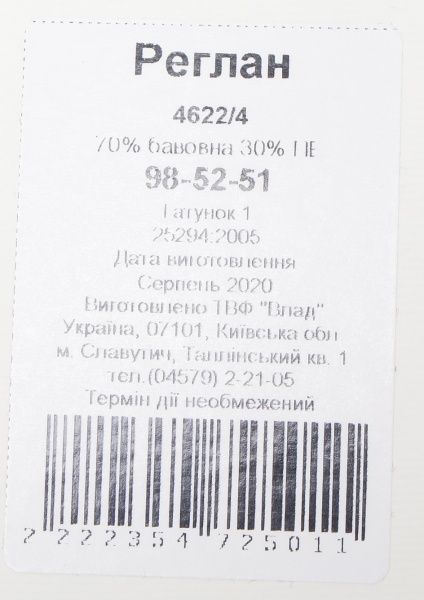 Реглан
4622/4
70% бавовна 30% ПЕ
98-52-51
Гатунок 1
25294:2005
Дата виготовлення
Серпень 2020
Виготовлено ТВФ "Влад"
Україна, 07101, Київська обл
м. Славутич, Таллінський кв. 1
тел.(04579) 2-21-05
Термін дії необмежений
2 222354 725011